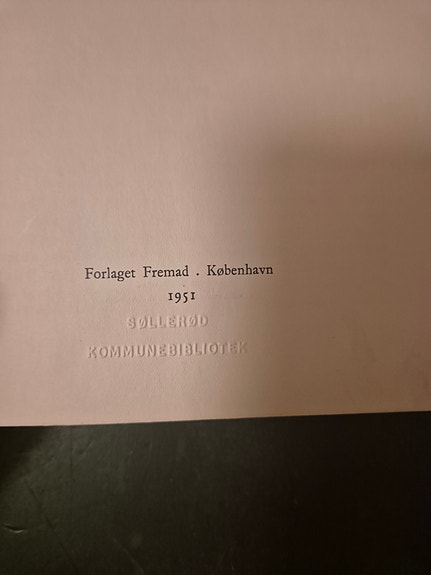 Forlaget Fremad . København
1951
SØLLERØD
KOMMUNEBIBLIOTEK